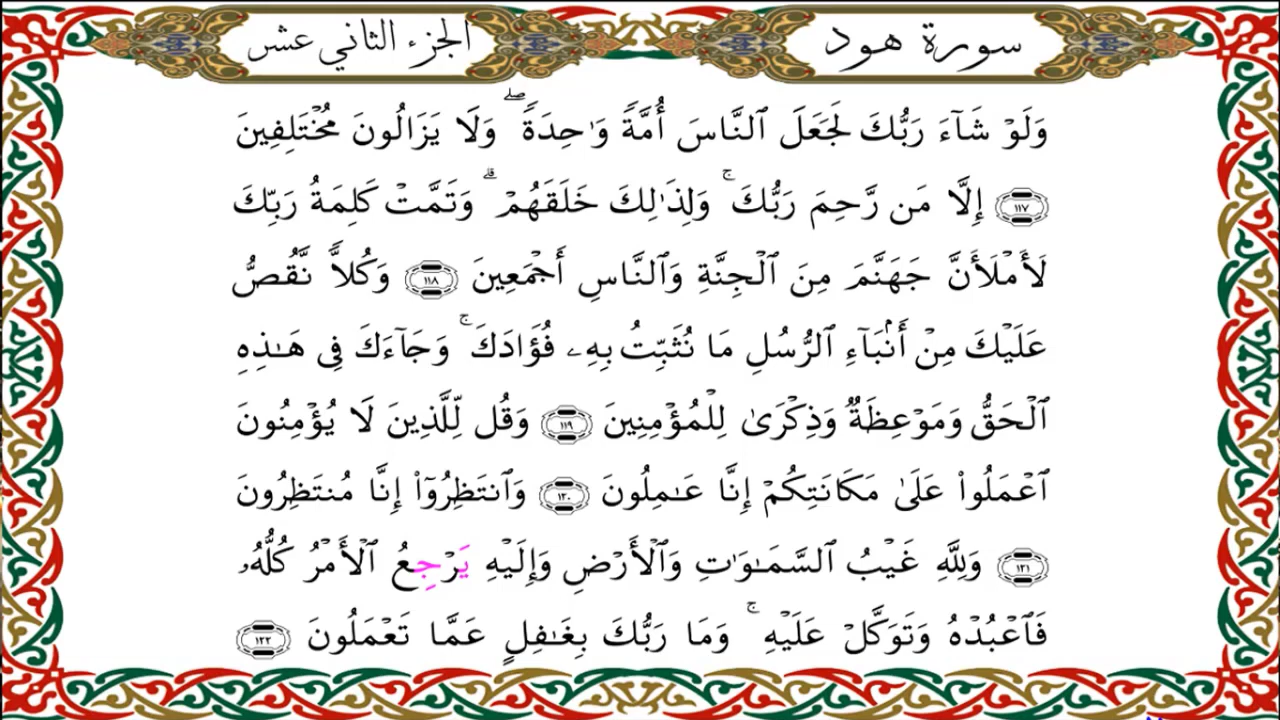 سورة هود
الجزء الثاني عشر
وَلَوْ شَآءَ رَبُّكَ لَجَعَلَ ٱلنَّاسَ أُمَّةً وَٰحِدَةً ۖ وَلَا يَزَالُونَ مُخْتَلِفِينَ
١١٧ إِلَّا مَن رَّحِمَ رَبُّكَ ۚ وَلِذَٰلِكَ خَلَقَهُمْ ۗ وَتَمَّتْ كَلِمَةُ رَبِّكَ
لَأَمْلَأَنَّ جَهَنَّمَ مِنَ ٱلْجِنَّةِ وَٱلنَّاسِ أَجْمَعِينَ ١١٨ وَكُلاًّ نَّقُصُّ
عَلَيْكَ مِنْ أَنۢبَآءِ ٱلرُّسُلِ مَا نُثَبِّتُ بِهِۦ فُؤَادَكَ ۚ وَجَآءَكَ فِى هَـٰذِهِ
ٱلْحَقُّ وَمَوْعِظَةٌ وَذِكْرَىٰ لِلْمُؤْمِنِينَ ١١٩ وَقُل لِّلَّذِينَ لَا يُؤْمِنُونَ
ٱعْمَلُوا۟ عَلَىٰ مَكَانَتِكُمْ إِنَّا عَـٰمِلُونَ ١٢٠ وَٱنتَظِرُوٓا۟ إِنَّا مُنتَظِرُونَ
١٢١ وَلِلَّهِ غَيْبُ ٱلسَّمَـٰوَٰتِ وَٱلْأَرْضِ وَإِلَيْهِ يَرْجِعُ ٱلْأَمْرُ كُلُّهُۥ
فَٱعْبُدْهُ وَتَوَكَّلْ عَلَيْهِ ۚ وَمَا رَبُّكَ بِغَـٰفِلٍ عَمَّا تَعْمَلُونَ ١٢٢